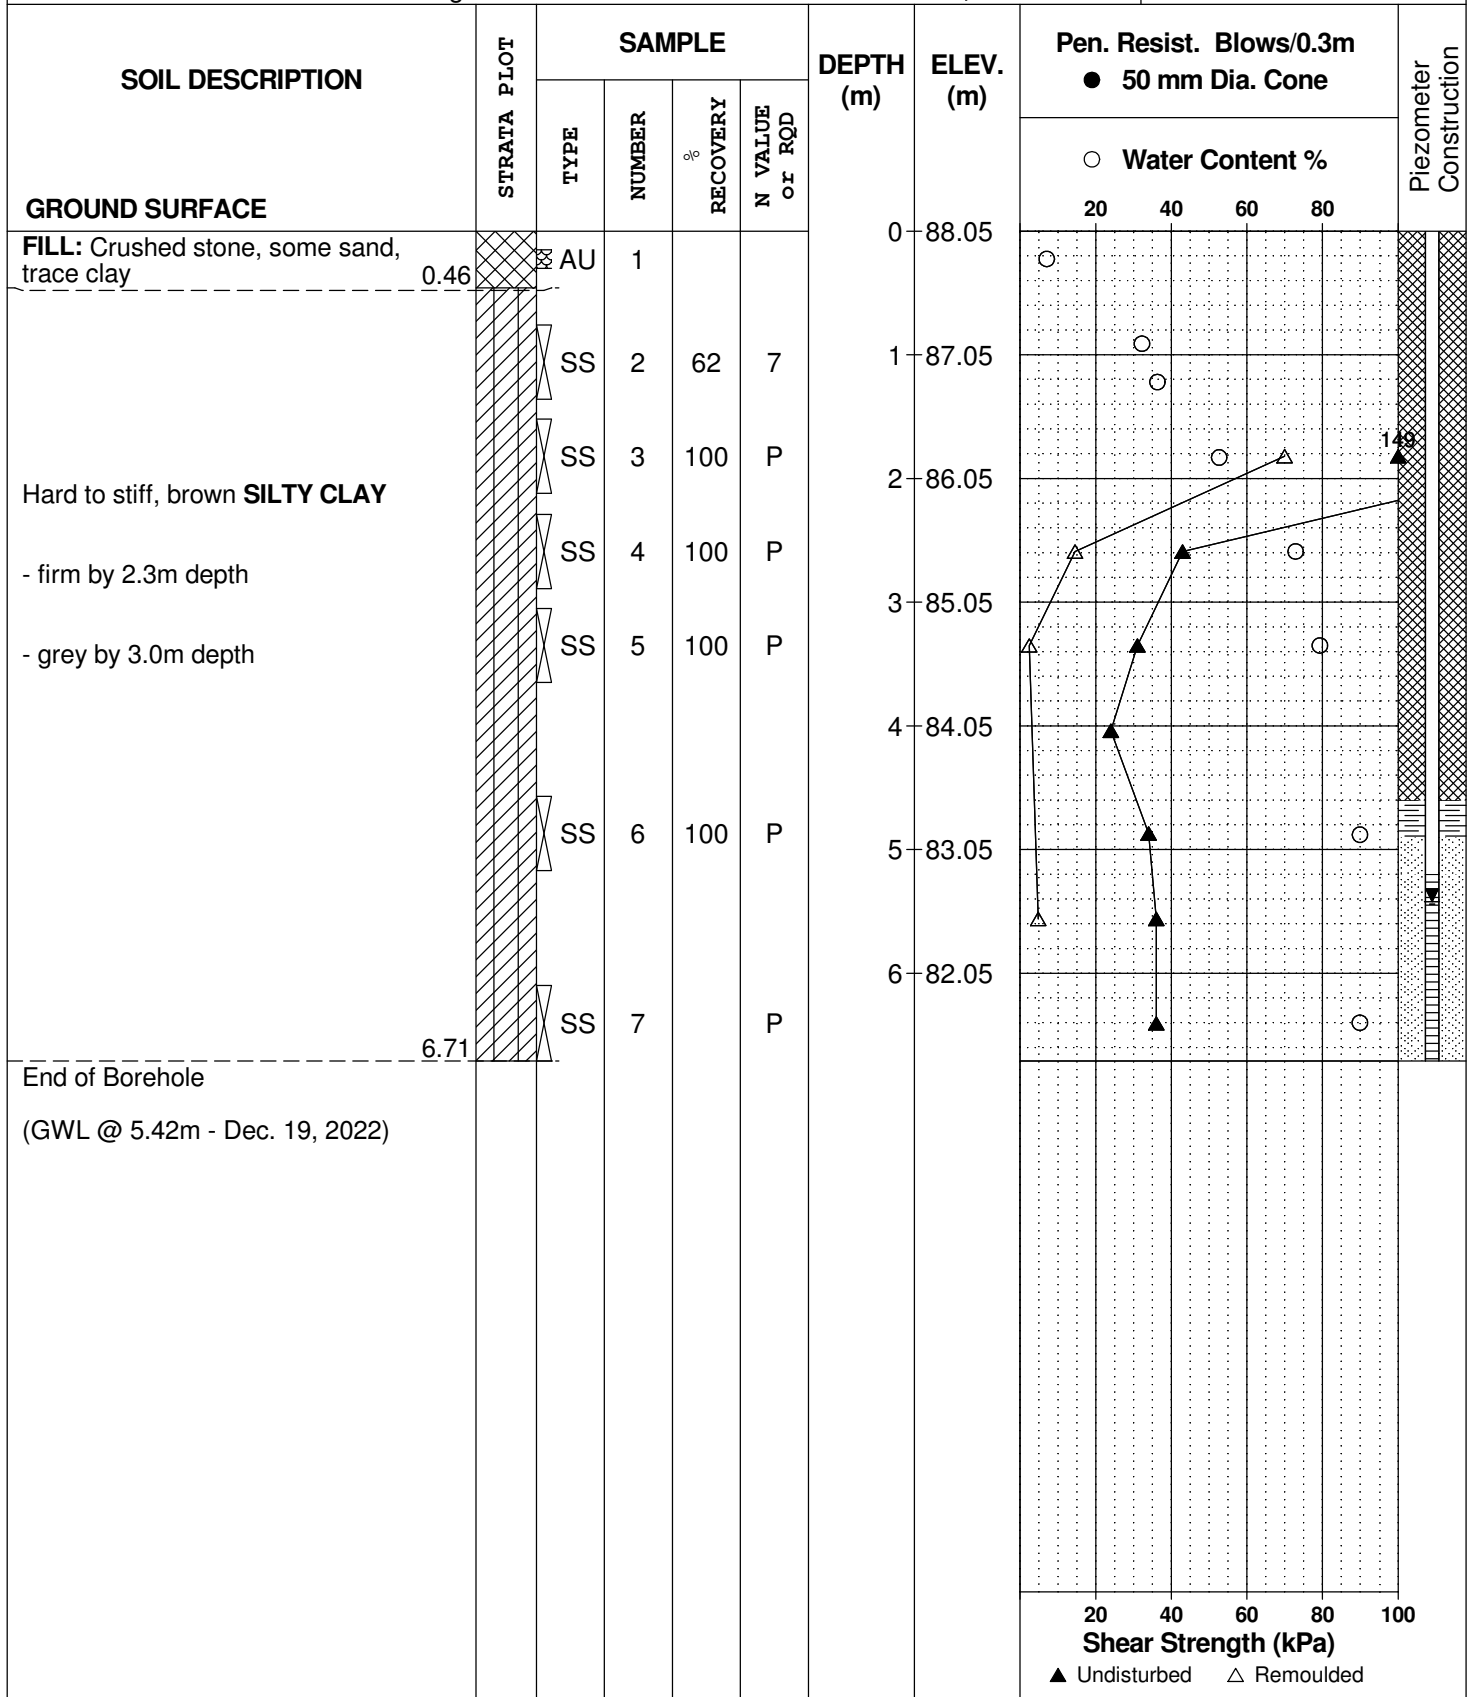 SOIL DESCRIPTION
GROUND SURFACE
STRATA PLOT
SAMPLE
TYPE
NUMBER
% RECOVERY
N VALUE or RQD
DEPTH (m)
ELEV. (m)
Pen. Resist. Blows/0.3m
● 50 mm Dia. Cone
○ Water Content %
20 40 60 80
Piezometer Construction
0 88.05
FILL: Crushed stone, some sand,
trace clay 0.46
AU 1
SS 2 62 7
1 87.05
149
SS 3 100 P
2 86.05
Hard to stiff, brown SILTY CLAY
SS 4 100 P
- firm by 2.3m depth
3 85.05
SS 5 100 P
- grey by 3.0m depth
4 84.05
SS 6 100 P
5 83.05
6 82.05
SS 7 P
6.71
End of Borehole
(GWL @ 5.42m - Dec. 19, 2022)
20 40 60 80 100
Shear Strength (kPa)
▲ Undisturbed △ Remoulded